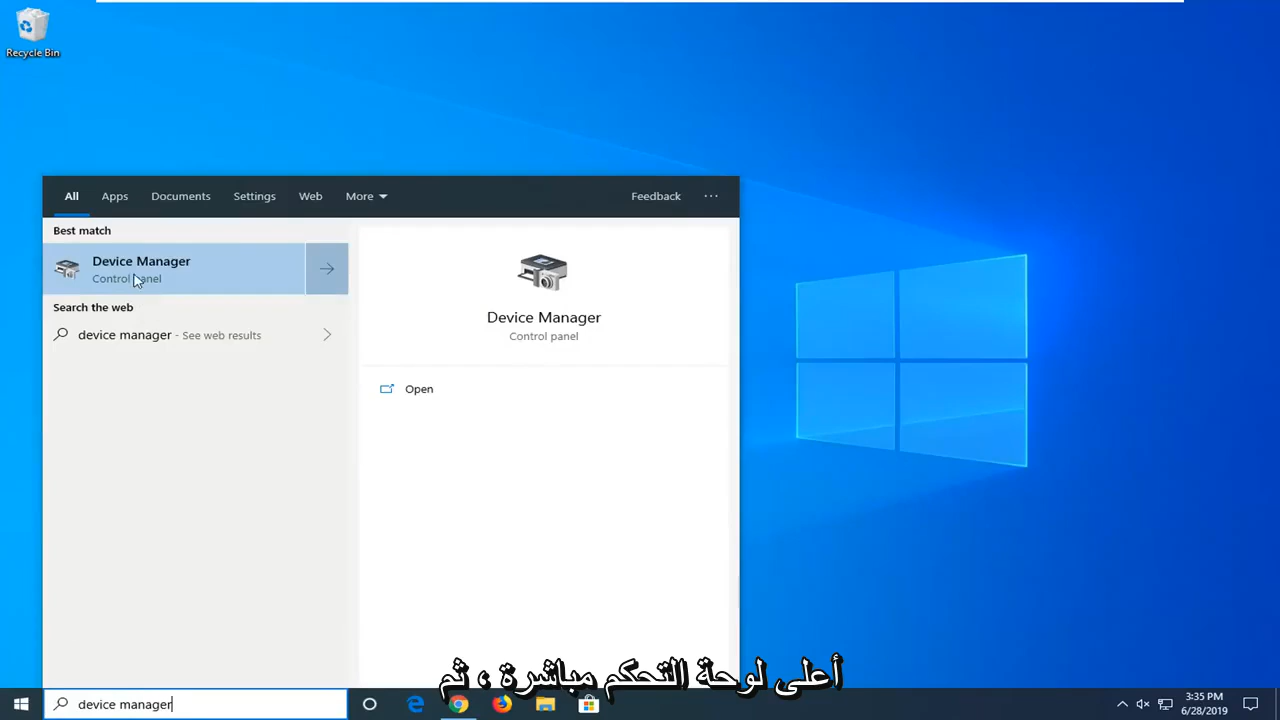 Recycle Bin
All Apps Documents Settings Web More Feedback ...
Best match
Device Manager
Control panel
Search the web
device manager - See web results
Device Manager
Control panel
Open
أعلى لوحة التحكم مباشرة ، ثم
device manager
3:35 PM
6/28/2019